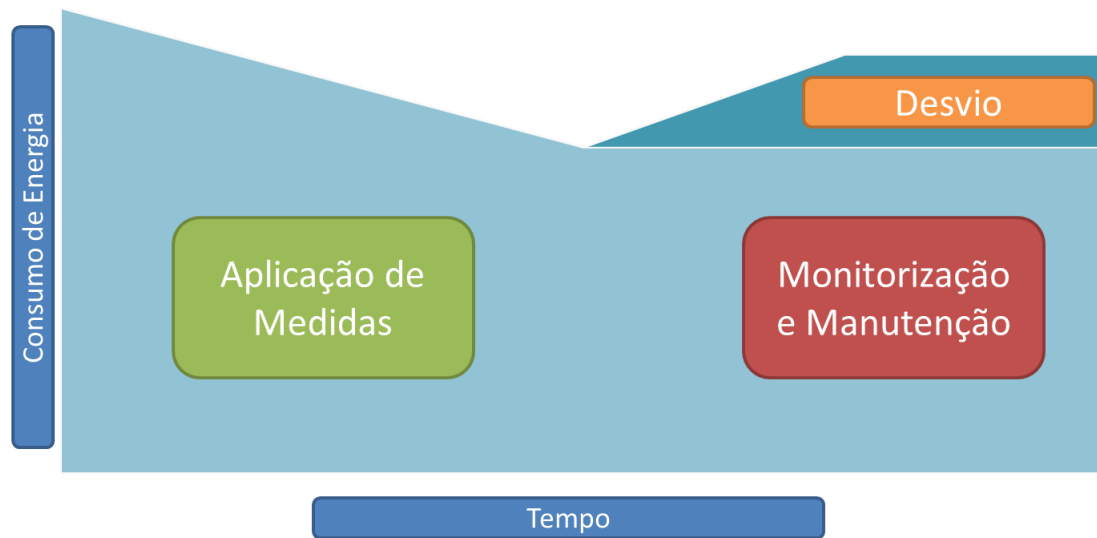 Consumo de Energia
Desvio
Aplicação de
Medidas
Monitorização
e Manutenção
Tempo